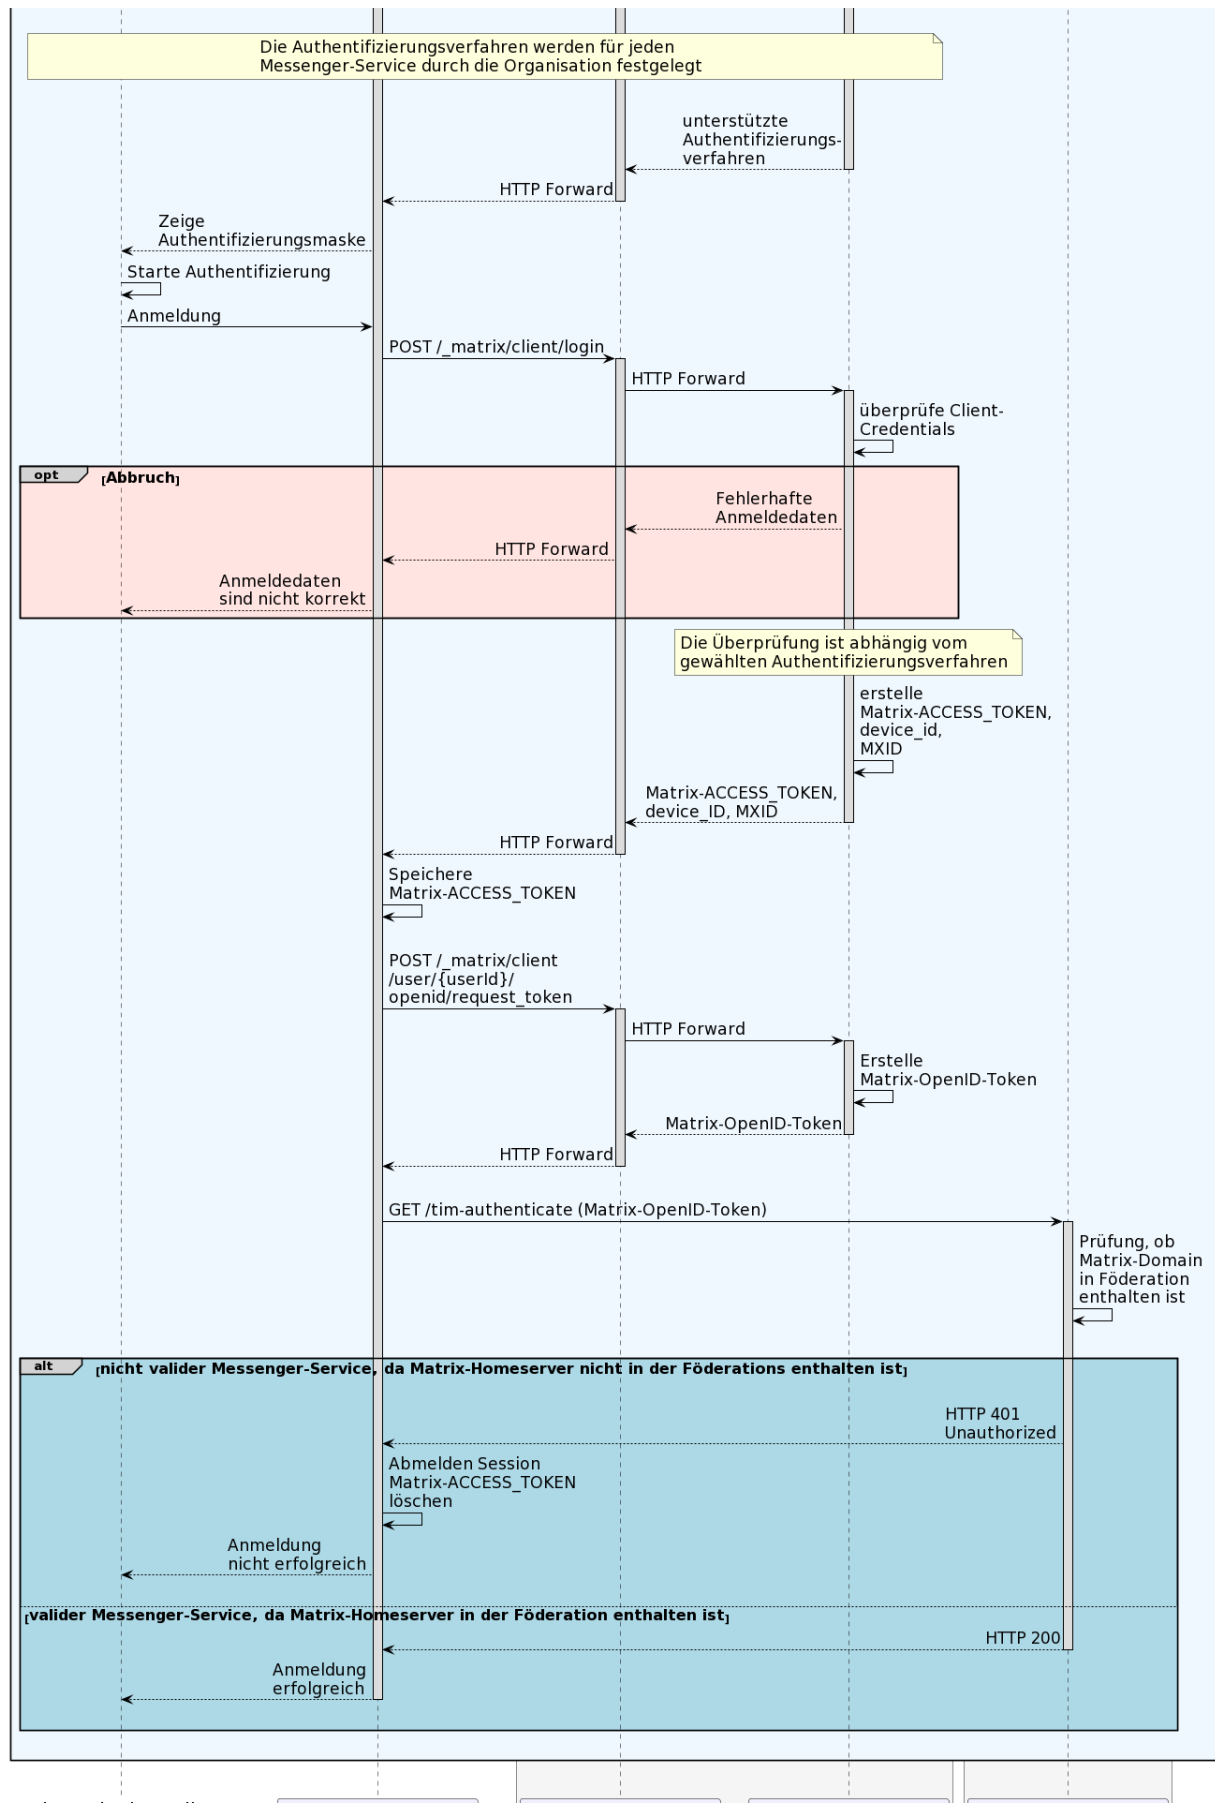 Die Authentifizierungsverfahren werden für jeden
Messenger-Service durch die Organisation festgelegt
unterstützte
Authentifizierungs-
verfahren
HTTP Forward
Zeige
Authentifizierungsmaske
Starte Authentifizierung
Anmeldung
POST /_matrix/client/login
HTTP Forward
überprüfe Client-
Credentials
opt
[Abbruch]
Fehlerhafte
Anmeldedaten
HTTP Forward
Anmeldedaten
sind nicht korrekt
Die Überprüfung ist abhängig vom
gewählten Authentifizierungsverfahren
erstelle
Matrix-ACCESS_TOKEN,
device_id,
MXID
Matrix-ACCESS_TOKEN,
device_ID, MXID
HTTP Forward
Speichere
Matrix-ACCESS_TOKEN
POST /_matrix/client
/user/{userId}/
openid/request_token
HTTP Forward
Erstelle
Matrix-OpenID-Token
Matrix-OpenID-Token
HTTP Forward
GET /tim-authenticate (Matrix-OpenID-Token)
Prüfung, ob
Matrix-Domain
in Föderation
enthalten ist
alt
[nicht valider Messenger-Service, da Matrix-Homeserver nicht in der Föderations enthalten ist]
HTTP 401
Unauthorized
Abmelden Session
Matrix-ACCESS_TOKEN
löschen
Anmeldung
nicht erfolgreich
[valider Messenger-Service, da Matrix-Homeserver in der Föderation enthalten ist]
HTTP 200
Anmeldung
erfolgreich